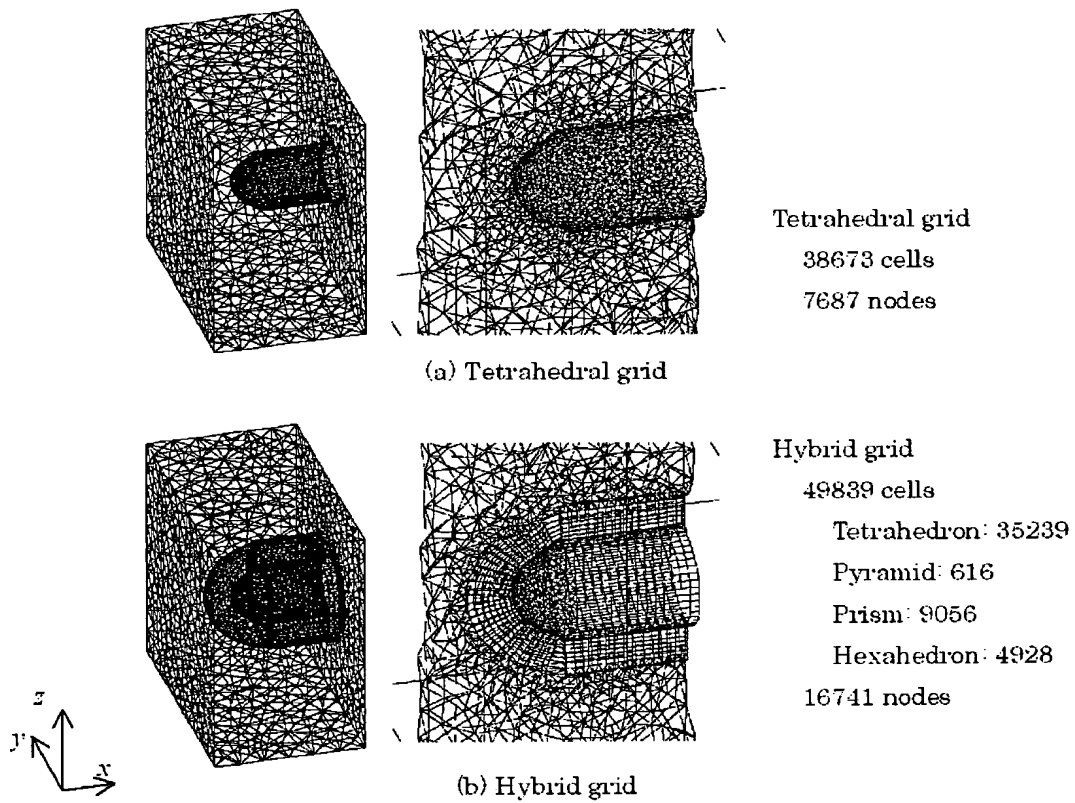 Tetrahedral grid
38673 cells
7687 nodes
(a) Tetrahedral grid
Hybrid grid
49839 cells
Tetrahedron: 35239
Pyramid: 616
Prism: 9056
Hexahedron: 4928
16741 nodes
z
y
x
(b) Hybrid grid